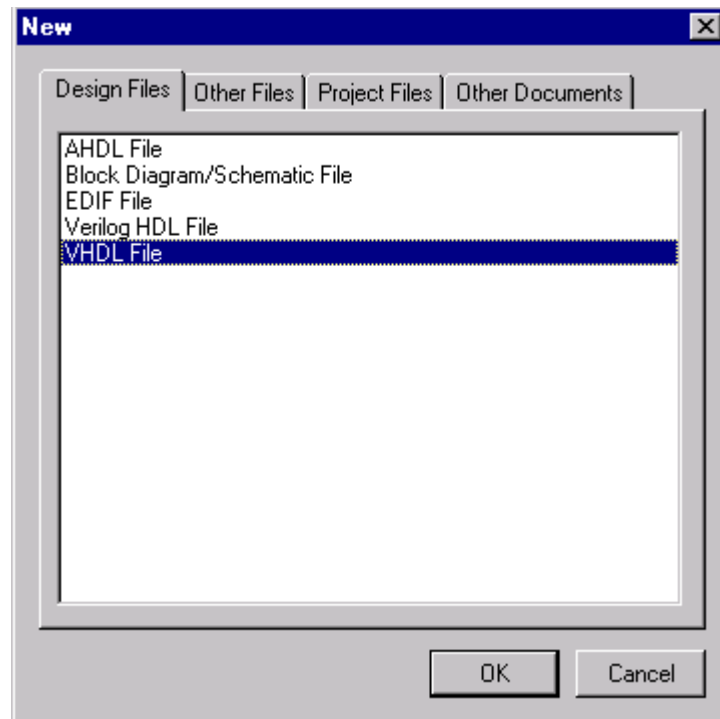 New
Design Files Other Files Project Files Other Documents
AHDL File
Block Diagram/Schematic File
EDIF File
Verilog HDL File
VHDL File
OK Cancel